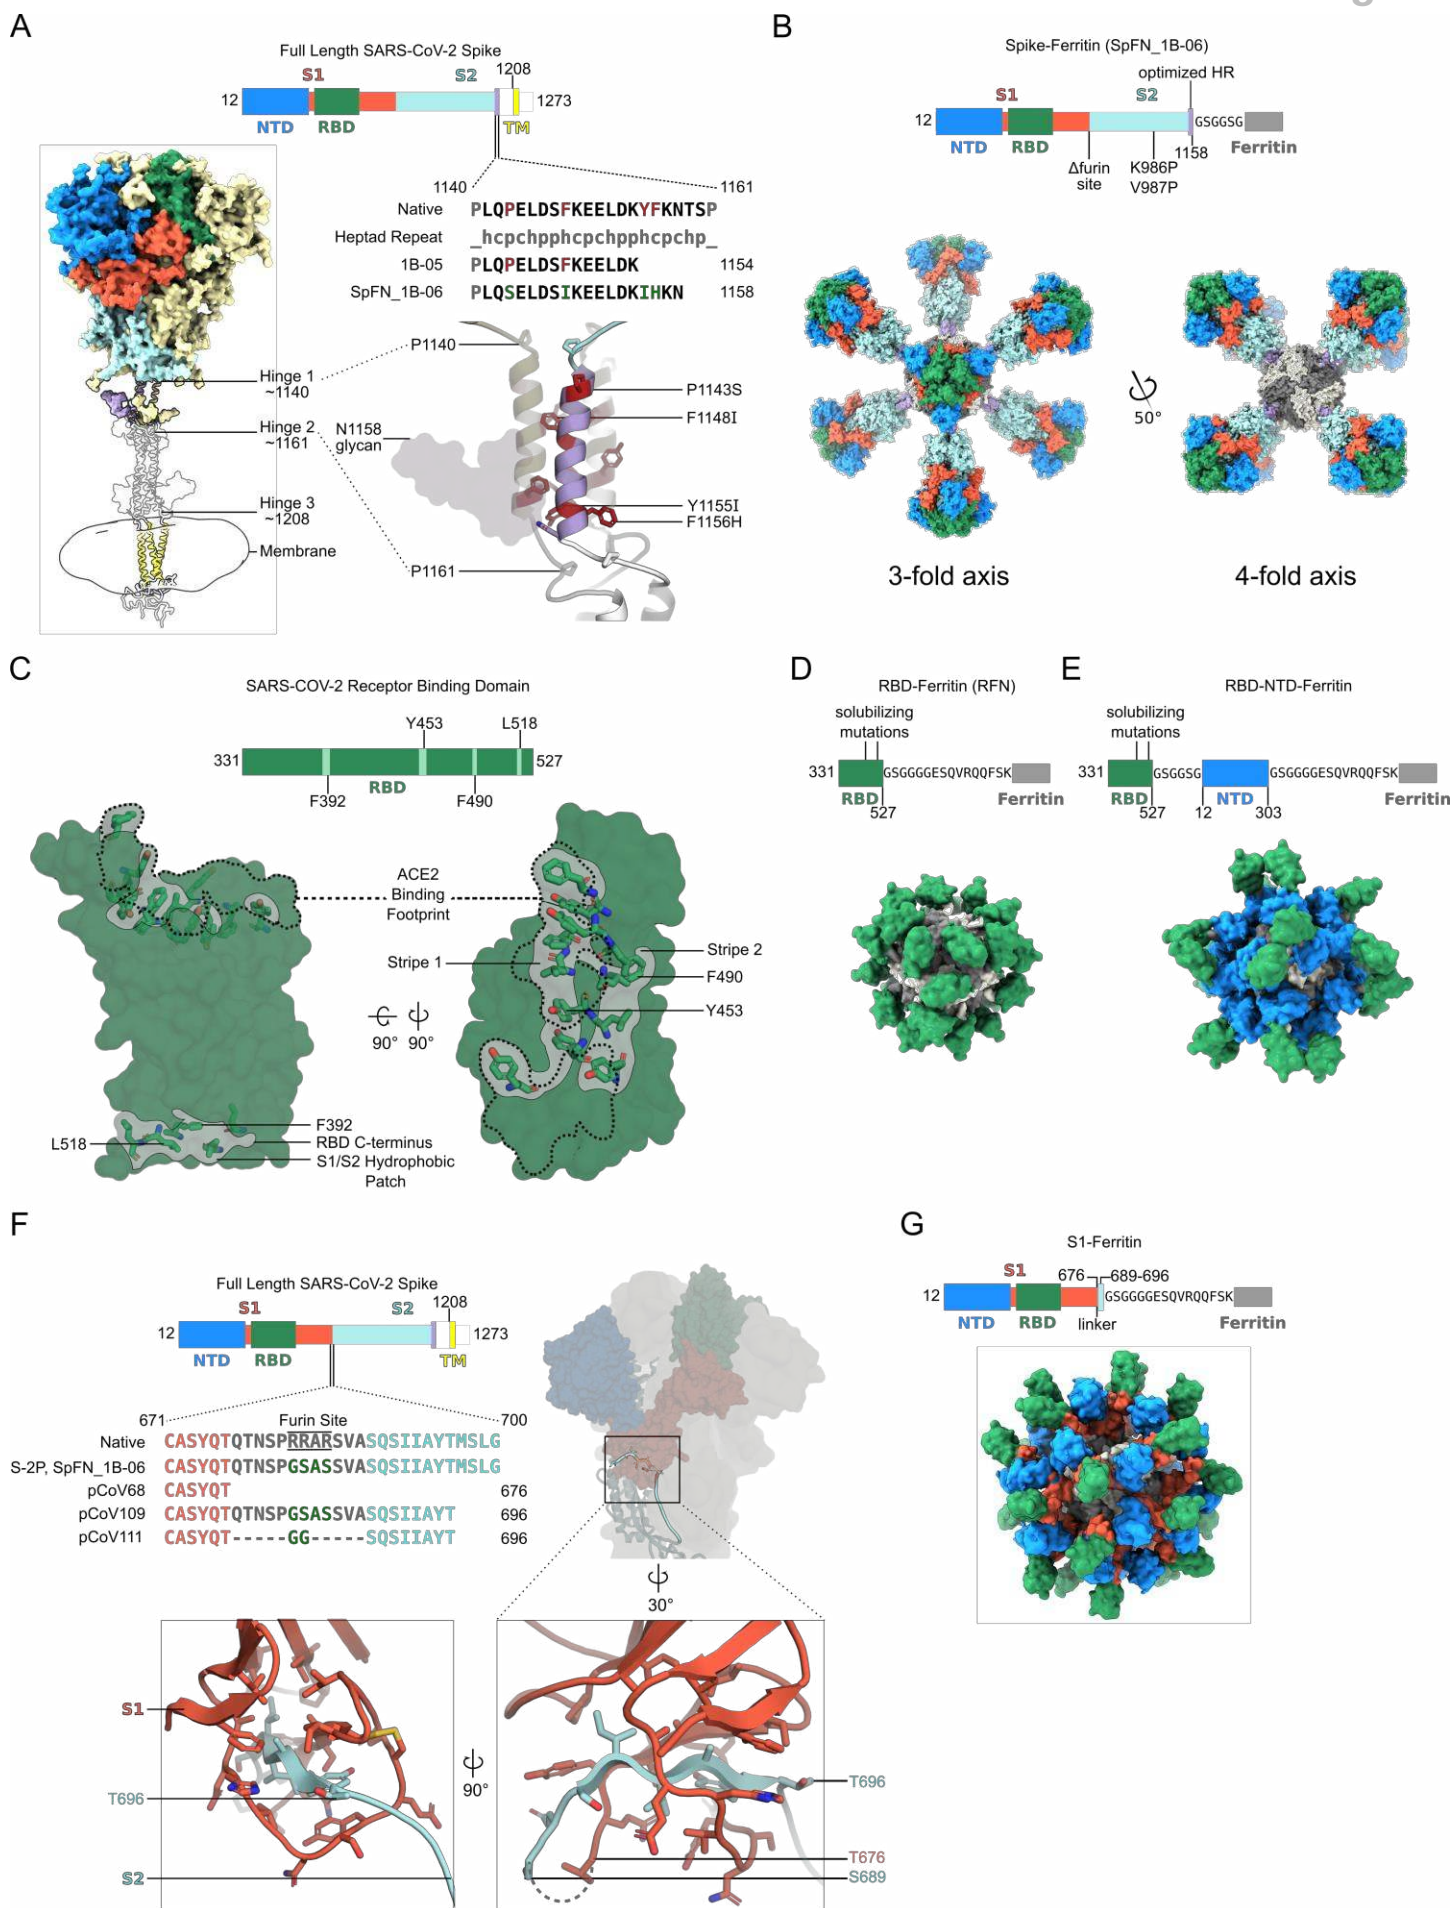 A
Full Length SARS-CoV-2 Spike
S1
S2
1208
12
1273
NTD
RBD
TM
1140
1161
Native
PLQPELDSFKEELDKYFKNTSP
Heptad Repeat
_hcpchpphcpchpphcpchp_
1B-05
PLQPELDSFKEELDK
1154
SpFN_1B-06
PLQSELDSIKEELDKIHKN
1158
Hinge 1
~1140
Hinge 2
~1161
Hinge 3
~1208
Membrane
P1140
P1143S
F1148I
N1158
glycan
Y1155I
F1156H
P1161
B
Spike-Ferritin (SpFN_1B-06)
optimized HR
S1
S2
12
GSGGSG
NTD
RBD
Δfurin
site
K986P
V987P
1158
Ferritin
50°
3-fold axis
4-fold axis
C
SARS-COV-2 Receptor Binding Domain
Y453
L518
331
527
RBD
F392
F490
ACE2
Binding
Footprint
Stripe 1
Stripe 2
F490
Y453
90°
90°
F392
L518
RBD C-terminus
S1/S2 Hydrophobic
Patch
D
RBD-Ferritin (RFN)
solubilizing
mutations
331
GSGGGGESQVRQQFSK
RBD
527
Ferritin
E
RBD-NTD-Ferritin
solubilizing
mutations
331
GSGGSG
GSGGGGESQVRQQFSK
RBD
527
NTD
12
303
Ferritin
F
Full Length SARS-CoV-2 Spike
S1
S2
1208
12
1273
NTD
RBD
TM
671
Furin Site
700
Native
CASYQTQTNSPRRARSVASQSIIAYTMSLG
S-2P, SpFN_1B-06
CASYQTQTNSPGSASSVASQSIIAYTMSLG
pCoV68
CASYQT
676
pCoV109
CASYQTQTNSPGSASSVASQSIIAYT
696
pCoV111
CASYQT-----GG-----SQSIIAYT
696
30°
S1
T696
S2
90°
T696
T676
S689
G
S1-Ferritin
S1
676
689-696
12
GSGGGGESQVRQQFSK
NTD
RBD
linker
Ferritin